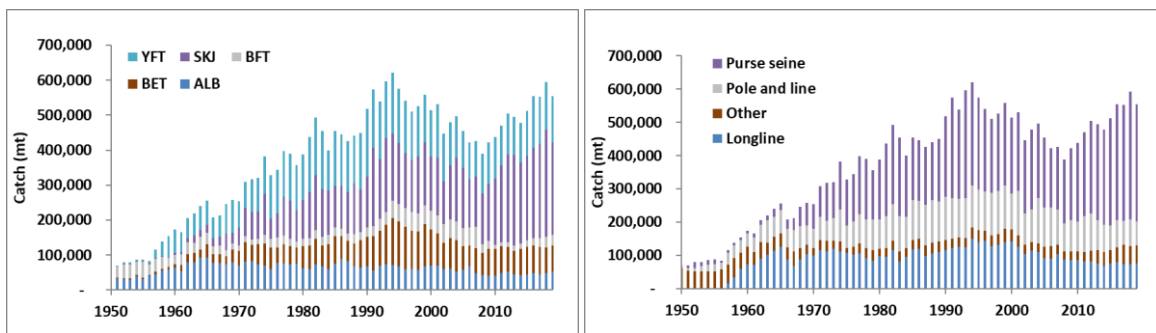 700,000
600,000
500,000
400,000
300,000
200,000
100,000
-
Catch (mt)
YFT SKJ BFT
BET ALB
1950 1960 1970 1980 1990 2000 2010
700,000
600,000
500,000
400,000
300,000
200,000
100,000
-
Catch (mt)
Purse seine
Pole and line
Other
Longline
1950 1960 1970 1980 1990 2000 2010